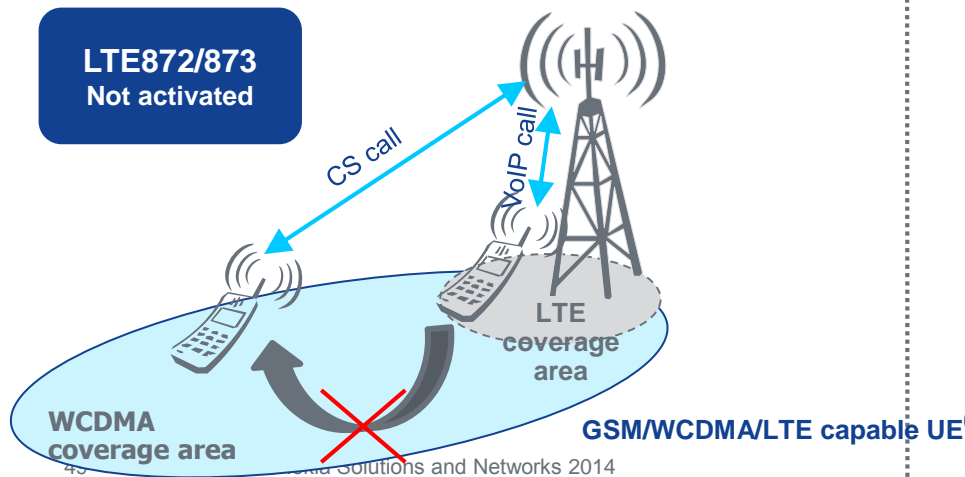 LTE872/873
Not activated
CS call
VoIP call
LTE
coverage
area
WCDMA
coverage area
GSM/WCDMA/LTE capable UE
Solutions and Networks 2014